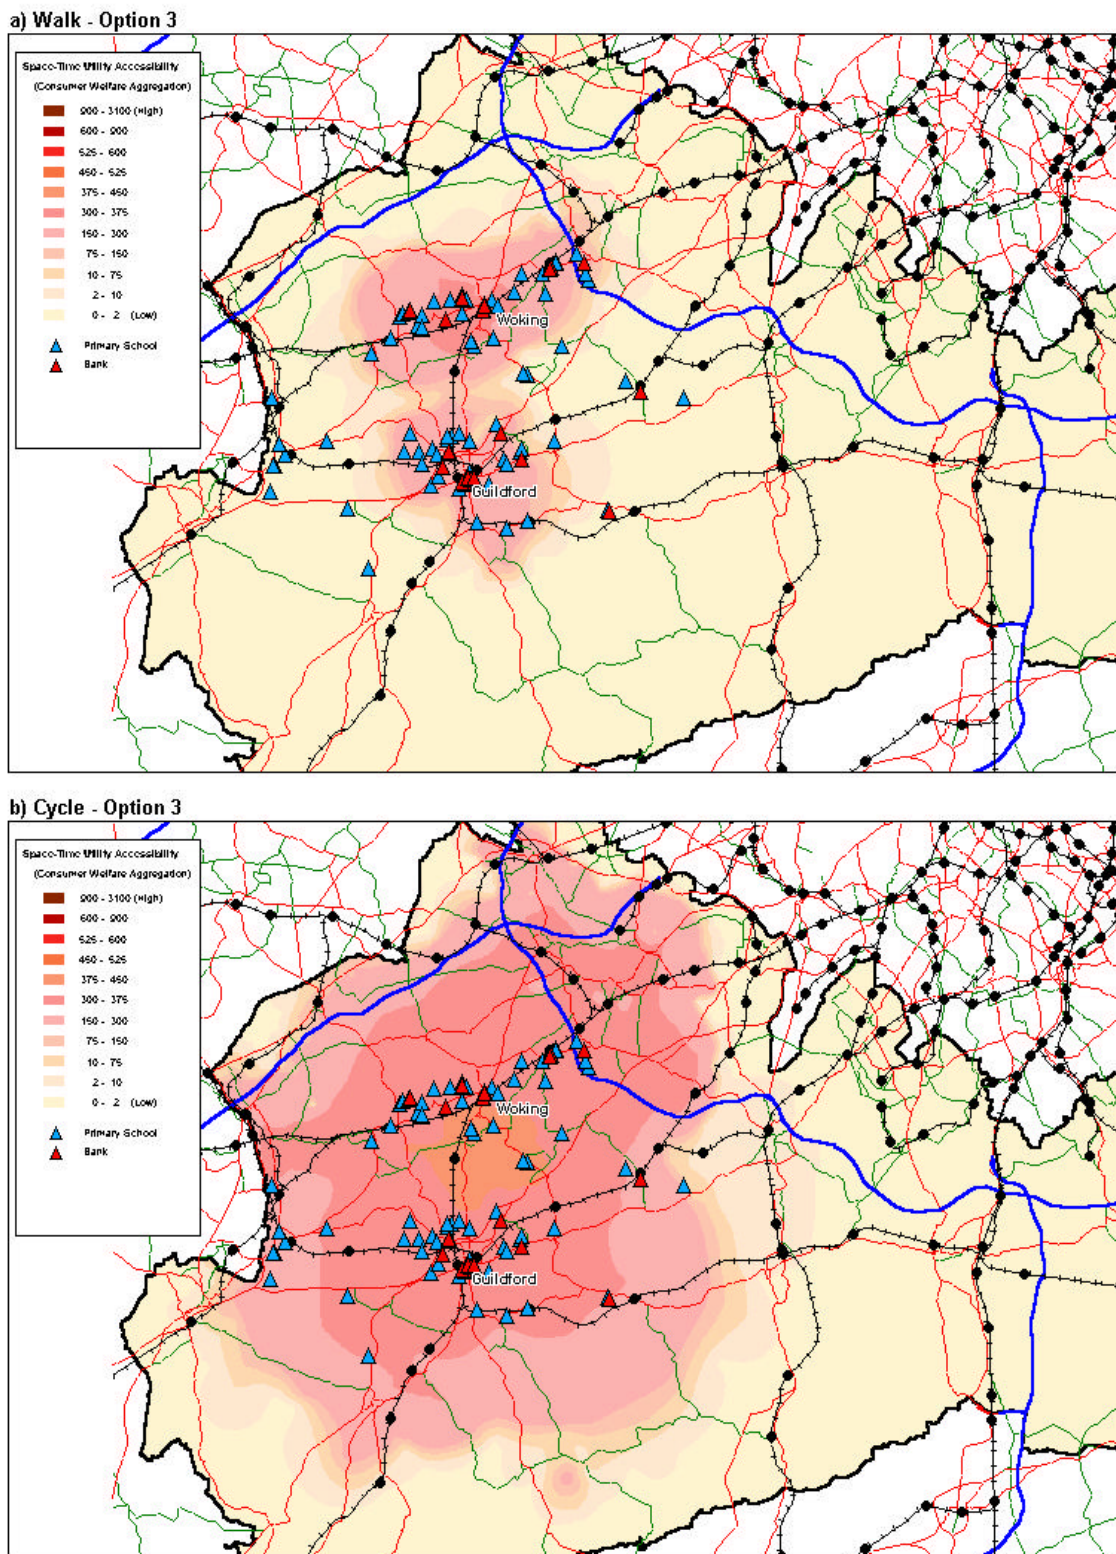 a) Walk - Option 3
Space-Time Utility Accessibility
(Consumer Welfare Aggregation)
900 - 3100 (High)
600 - 900
525 - 600
450 - 525
375 - 450
300 - 375
150 - 300
75 - 150
10 - 75
2 - 10
0 - 2 (Low)
Primary School
Bank
Woking
Guildford
b) Cycle - Option 3
Space-Time Utility Accessibility
(Consumer Welfare Aggregation)
900 - 3100 (High)
600 - 900
525 - 600
450 - 525
375 - 450
300 - 375
150 - 300
75 - 150
10 - 75
2 - 10
0 - 2 (Low)
Primary School
Bank
Woking
Guildford